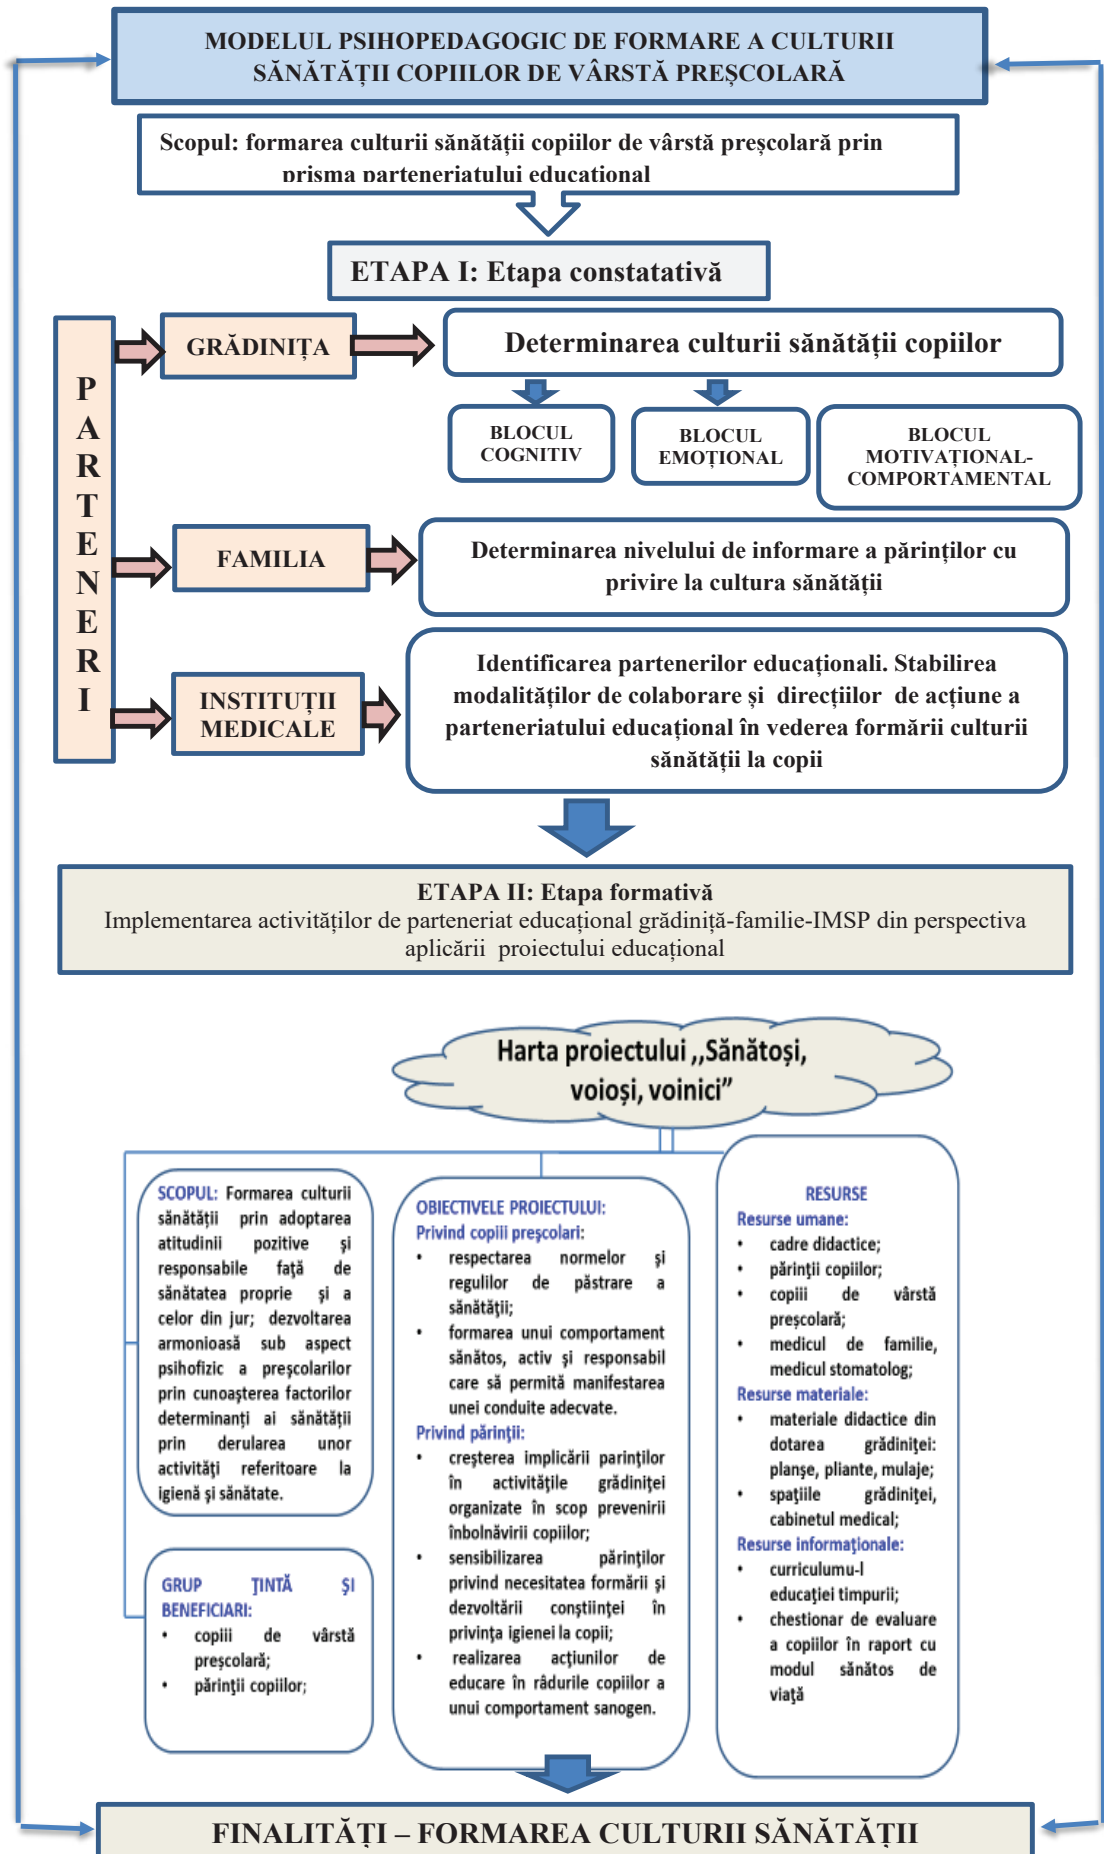 MODELUL PSIHOPEDAGOGIC DE FORMARE A CULTURII
SĂNĂTĂȚII COPIILOR DE VÂRSTĂ PREȘCOLARĂ
Scopul: formarea culturii sănătății copiilor de vârstă preșcolară prin
prisma parteneriatului educațional
ETAPA I: Etapa constatativă
PARTENERI
GRĂDINIȚA
Determinarea culturii sănătății copiilor
BLOCUL
COGNITIV
BLOCUL
EMOȚIONAL
BLOCUL
MOTIVAȚIONAL-
COMPORTAMENTAL
FAMILIA
Determinarea nivelului de informare a părinților cu
privire la cultura sănătății
INSTITUȚII
MEDICALE
Identificarea partenerilor educaționali. Stabilirea
modalităților de colaborare și direcțiilor de acțiune a
parteneriatului educațional în vederea formării culturii
sănătății la copii
ETAPA II: Etapa formativă
Implementarea activităților de parteneriat educațional grădiniță-familie-IMSP din perspectiva
aplicării proiectului educațional
Harta proiectului ,,Sănătoși,
voioși, voinici”
SCOPUL: Formarea culturii
sănătății prin adoptarea
atitudinii pozitive și
responsabile faţă de
sănătatea proprie și a
celor din jur; dezvoltarea
armonioasă sub aspect
psihofizic a preșcolarilor
prin cunoaşterea factorilor
determinanți ai sănătății
prin derularea unor
activităţi referitoare la
igienă și sănătate.
GRUP ŢINTĂ ŞI
BENEFICIARI:
• copiii de vârstă
preșcolară;
• părinţii copiilor;
OBIECTIVELE PROIECTULUI:
Privind copiii preșcolari:
• respectarea normelor și
regulilor de păstrare a
sănătății;
• formarea unui comportament
sănătos, activ și responsabil
care să permită manifestarea
unei conduite adecvate.
Privind părinții:
• creșterea implicării parinților
în activitățile grădiniței
organizate în scop prevenirii
înbolnăvirii copiilor;
• sensibilizarea părinților
privind necesitatea formării și
dezvoltării conștiinței în
privința igienei la copii;
• realizarea acțiunilor de
educare în râdurile copiilor a
unui comportament sanogen.
RESURSE
Resurse umane:
• cadre didactice;
• părinții copiilor;
• copiii de vârstă
preșcolară;
• medicul de familie,
medicul stomatolog;
Resurse materiale:
• materiale didactice din
dotarea grădiniței:
planșe, pliante, mulaje;
• spațiile grădiniței,
cabinetul medical;
Resurse informaţionale:
• curriculumu-l
educației timpurii;
• chestionar de evaluare
a copiilor în raport cu
modul sănătos de
viaţă
FINALITĂȚI – FORMAREA CULTURII SĂNĂTĂȚII